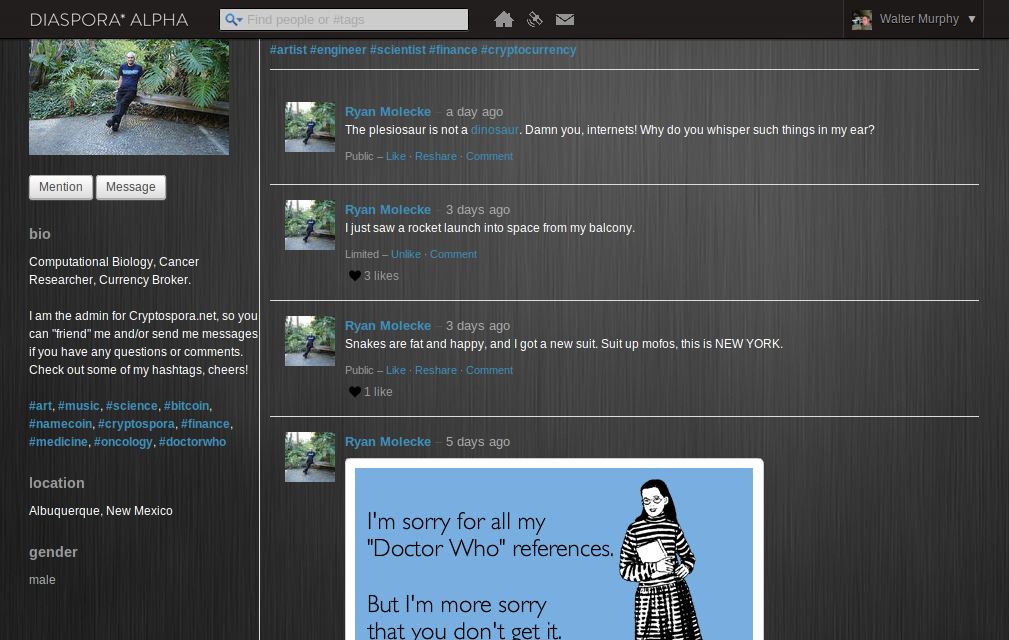 DIASPORA* ALPHA
Find people or #tags
Walter Murphy ▼
#artist #engineer #scientist #finance #cryptocurrency
Mention Message
bio
Computational Biology, Cancer
Researcher, Currency Broker.
I am the admin for Cryptospora.net, so you
can "friend" me and/or send me messages
if you have any questions or comments.
Check out some of my hashtags, cheers!
#art, #music, #science, #bitcoin,
#namecoin, #cryptospora, #finance,
#medicine, #oncology, #doctorwho
location
Albuquerque, New Mexico
gender
male
Ryan Molecke – a day ago
The plesiosaur is not a dinosaur. Damn you, internets! Why do you whisper such things in my ear?
Public – Like · Reshare · Comment
Ryan Molecke – 3 days ago
I just saw a rocket launch into space from my balcony.
Limited – Unlike · Comment
3 likes
Ryan Molecke – 3 days ago
Snakes are fat and happy, and I got a new suit. Suit up mofos, this is NEW YORK.
Public – Like · Reshare · Comment
1 like
Ryan Molecke – 5 days ago
I'm sorry for all my
"Doctor Who" references.
But I'm more sorry
that you don't get it.